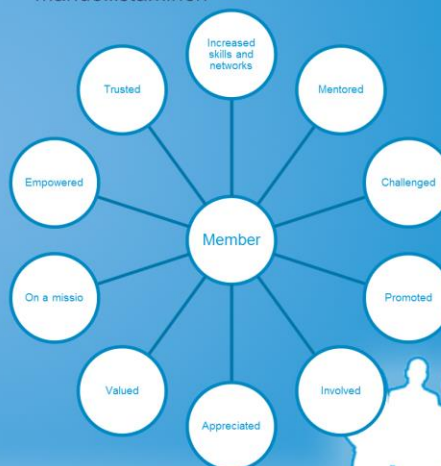 Increased
skills and
networks
Trusted
Mentored
Empowered
Challenged
Member
On a missio
Promoted
Valued
Involved
Appreciated